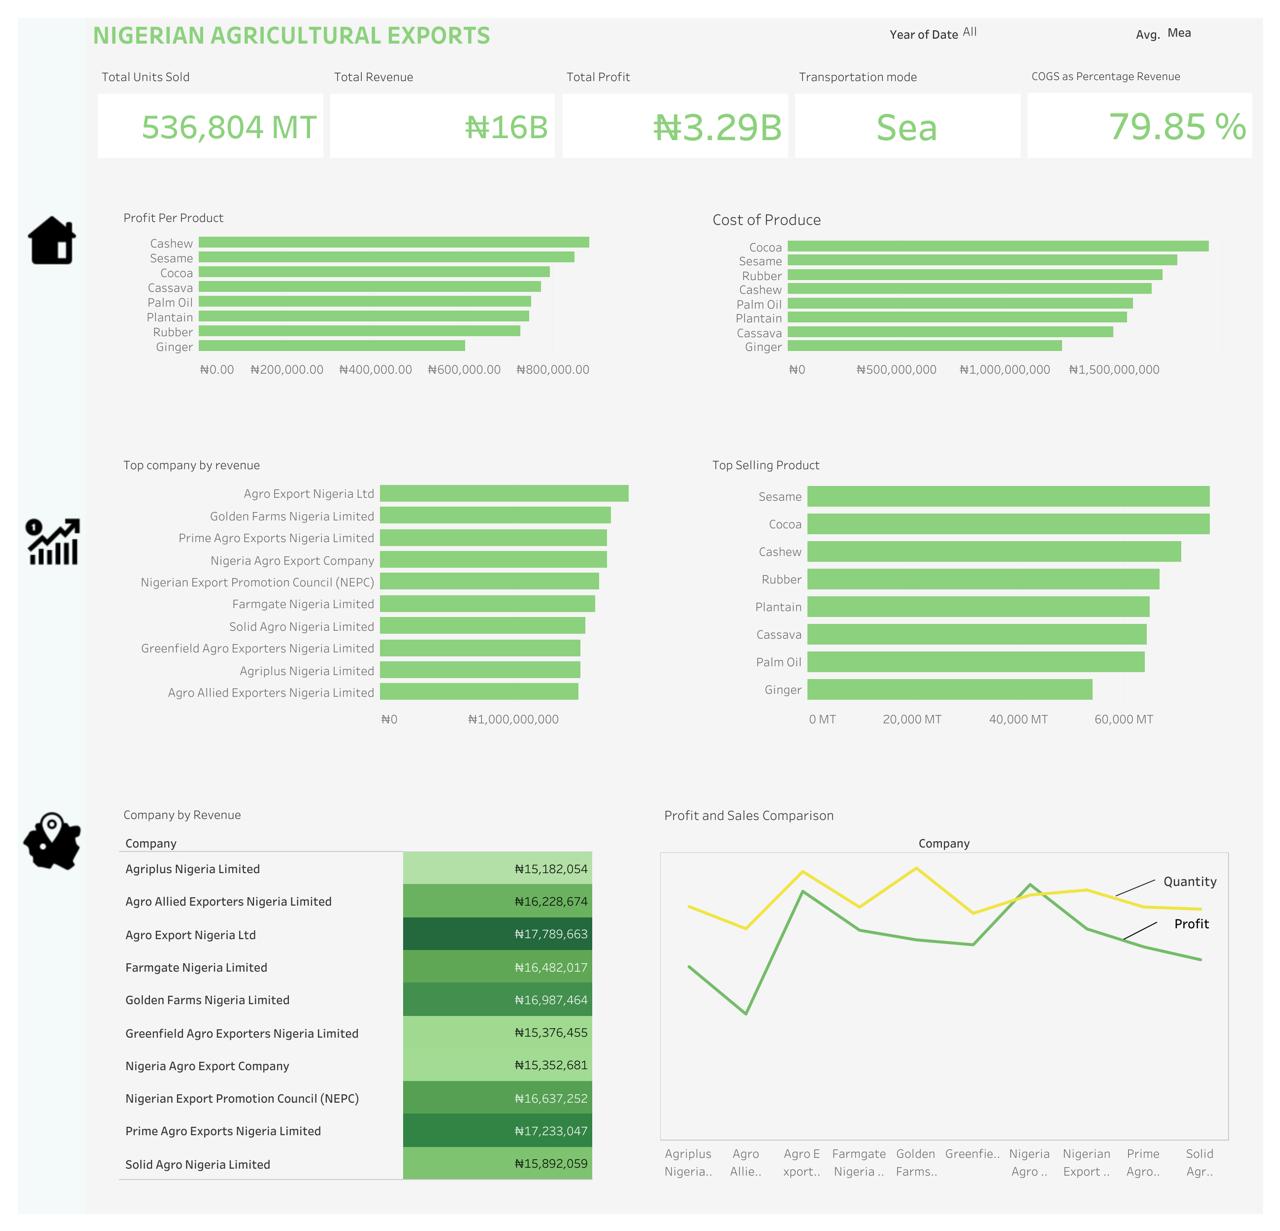 NIGERIAN AGRICULTURAL EXPORTS
Year of Date All
Avg. Mea
Total Units Sold
Total Revenue
Total Profit
Transportation mode
COGS as Percentage Revenue
536,804 MT
₦16B
₦3.29B
Sea
79.85 %
Profit Per Product
Cashew
Sesame
Cocoa
Cassava
Palm Oil
Plantain
Rubber
Ginger
₦0.00 ₦200,000.00 ₦400,000.00 ₦600,000.00 ₦800,000.00
Cost of Produce
Cocoa
Sesame
Rubber
Cashew
Palm Oil
Plantain
Cassava
Ginger
₦0 ₦500,000,000 ₦1,000,000,000 ₦1,500,000,000
Top company by revenue
Agro Export Nigeria Ltd
Golden Farms Nigeria Limited
Prime Agro Exports Nigeria Limited
Nigeria Agro Export Company
Nigerian Export Promotion Council (NEPC)
Farmgate Nigeria Limited
Solid Agro Nigeria Limited
Greenfield Agro Exporters Nigeria Limited
Agriplus Nigeria Limited
Agro Allied Exporters Nigeria Limited
₦0 ₦1,000,000,000
Top Selling Product
Sesame
Cocoa
Cashew
Rubber
Plantain
Cassava
Palm Oil
Ginger
0 MT 20,000 MT 40,000 MT 60,000 MT
Company by Revenue
Company
Agriplus Nigeria Limited ₦15,182,054
Agro Allied Exporters Nigeria Limited ₦16,228,674
Agro Export Nigeria Ltd ₦17,789,663
Farmgate Nigeria Limited ₦16,482,017
Golden Farms Nigeria Limited ₦16,987,464
Greenfield Agro Exporters Nigeria Limited ₦15,376,455
Nigeria Agro Export Company ₦15,352,681
Nigerian Export Promotion Council (NEPC) ₦16,637,252
Prime Agro Exports Nigeria Limited ₦17,233,047
Solid Agro Nigeria Limited ₦15,892,059
Profit and Sales Comparison
Company
Quantity
Profit
Agriplus Agro Agro E Farmgate Golden Greenfie.. Nigeria Nigerian Prime Solid
Nigeria.. Allie.. xport.. Nigeria .. Farms.. Agro .. Export .. Agro.. Agr..